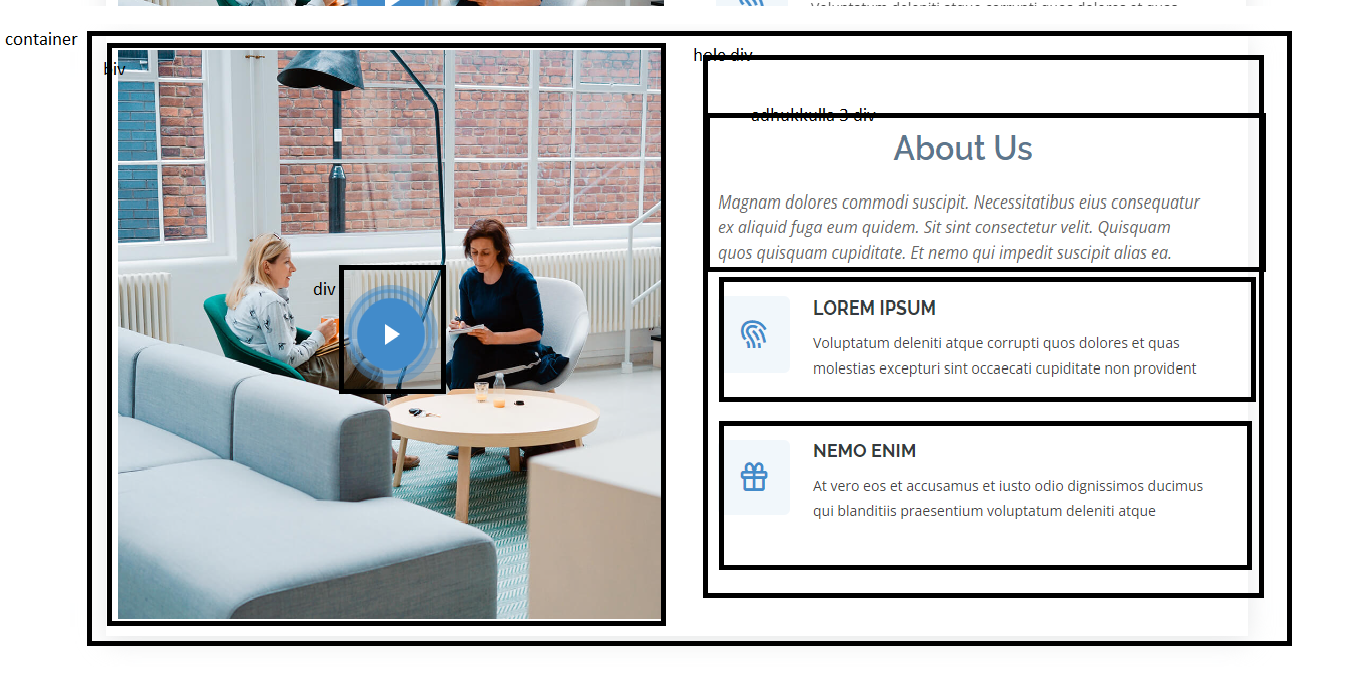 Voluptatum deleniti atque corrupti quos dolores et quas
container
hole div
biv
adhukkulla 3 div
About Us
Magnam dolores commodi suscipit. Necessitatibus eius consequatur
ex aliquid fuga eum quidem. Sit sint consectetur velit. Quisquam
quos quisquam cupiditate. Et nemo qui impedit suscipit alias ea.
div
LOREM IPSUM
Voluptatum deleniti atque corrupti quos dolores et quas
molestias excepturi sint occaecati cupiditate non provident
NEMO ENIM
At vero eos et accusamus et iusto odio dignissimos ducimus
qui blanditiis praesentium voluptatum deleniti atque